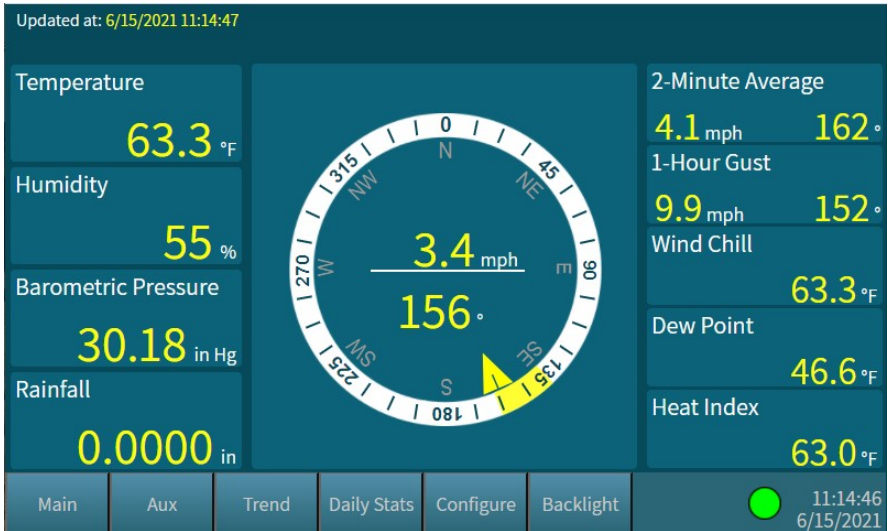 Updated at: 6/15/2021 11:14:47
Temperature
63.3 °F
Humidity
55 %
Barometric Pressure
30.18 in Hg
Rainfall
0.0000 in
0
N
45
NE
90
E
135
SE
180
S
225
SW
270
W
315
NW
3.4 mph
156 °
2-Minute Average
4.1 mph 162 °
1-Hour Gust
9.9 mph 152 °
Wind Chill
63.3 °F
Dew Point
46.6 °F
Heat Index
63.0 °F
Main Aux Trend Daily Stats Configure Backlight
11:14:46
6/15/2021